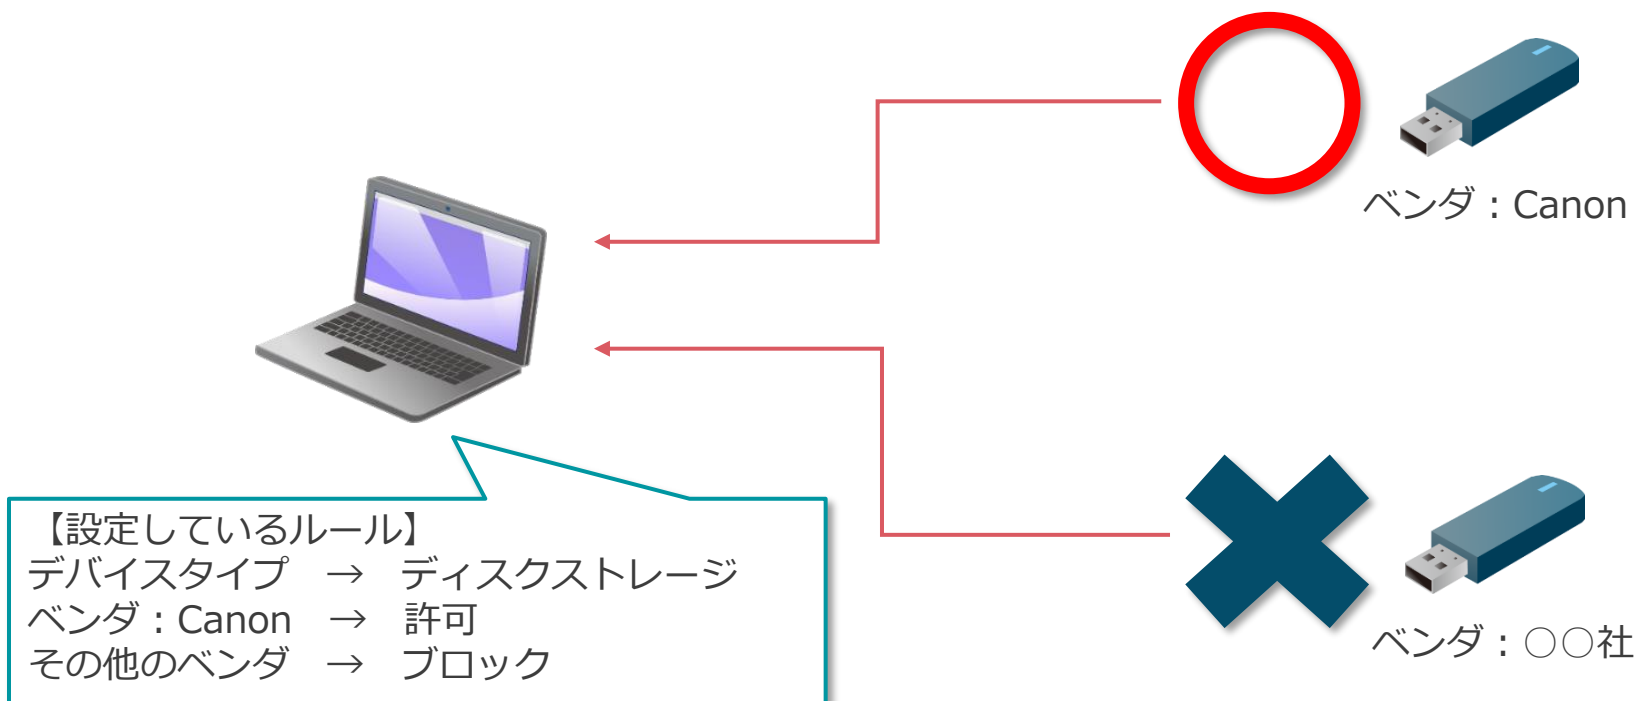 ベンダ：Canon
【設定しているルール】
デバイスタイプ　→　ディスクストレージ
ベンダ：Canon　→　許可
その他のベンダ　→　ブロック
ベンダ：○○社